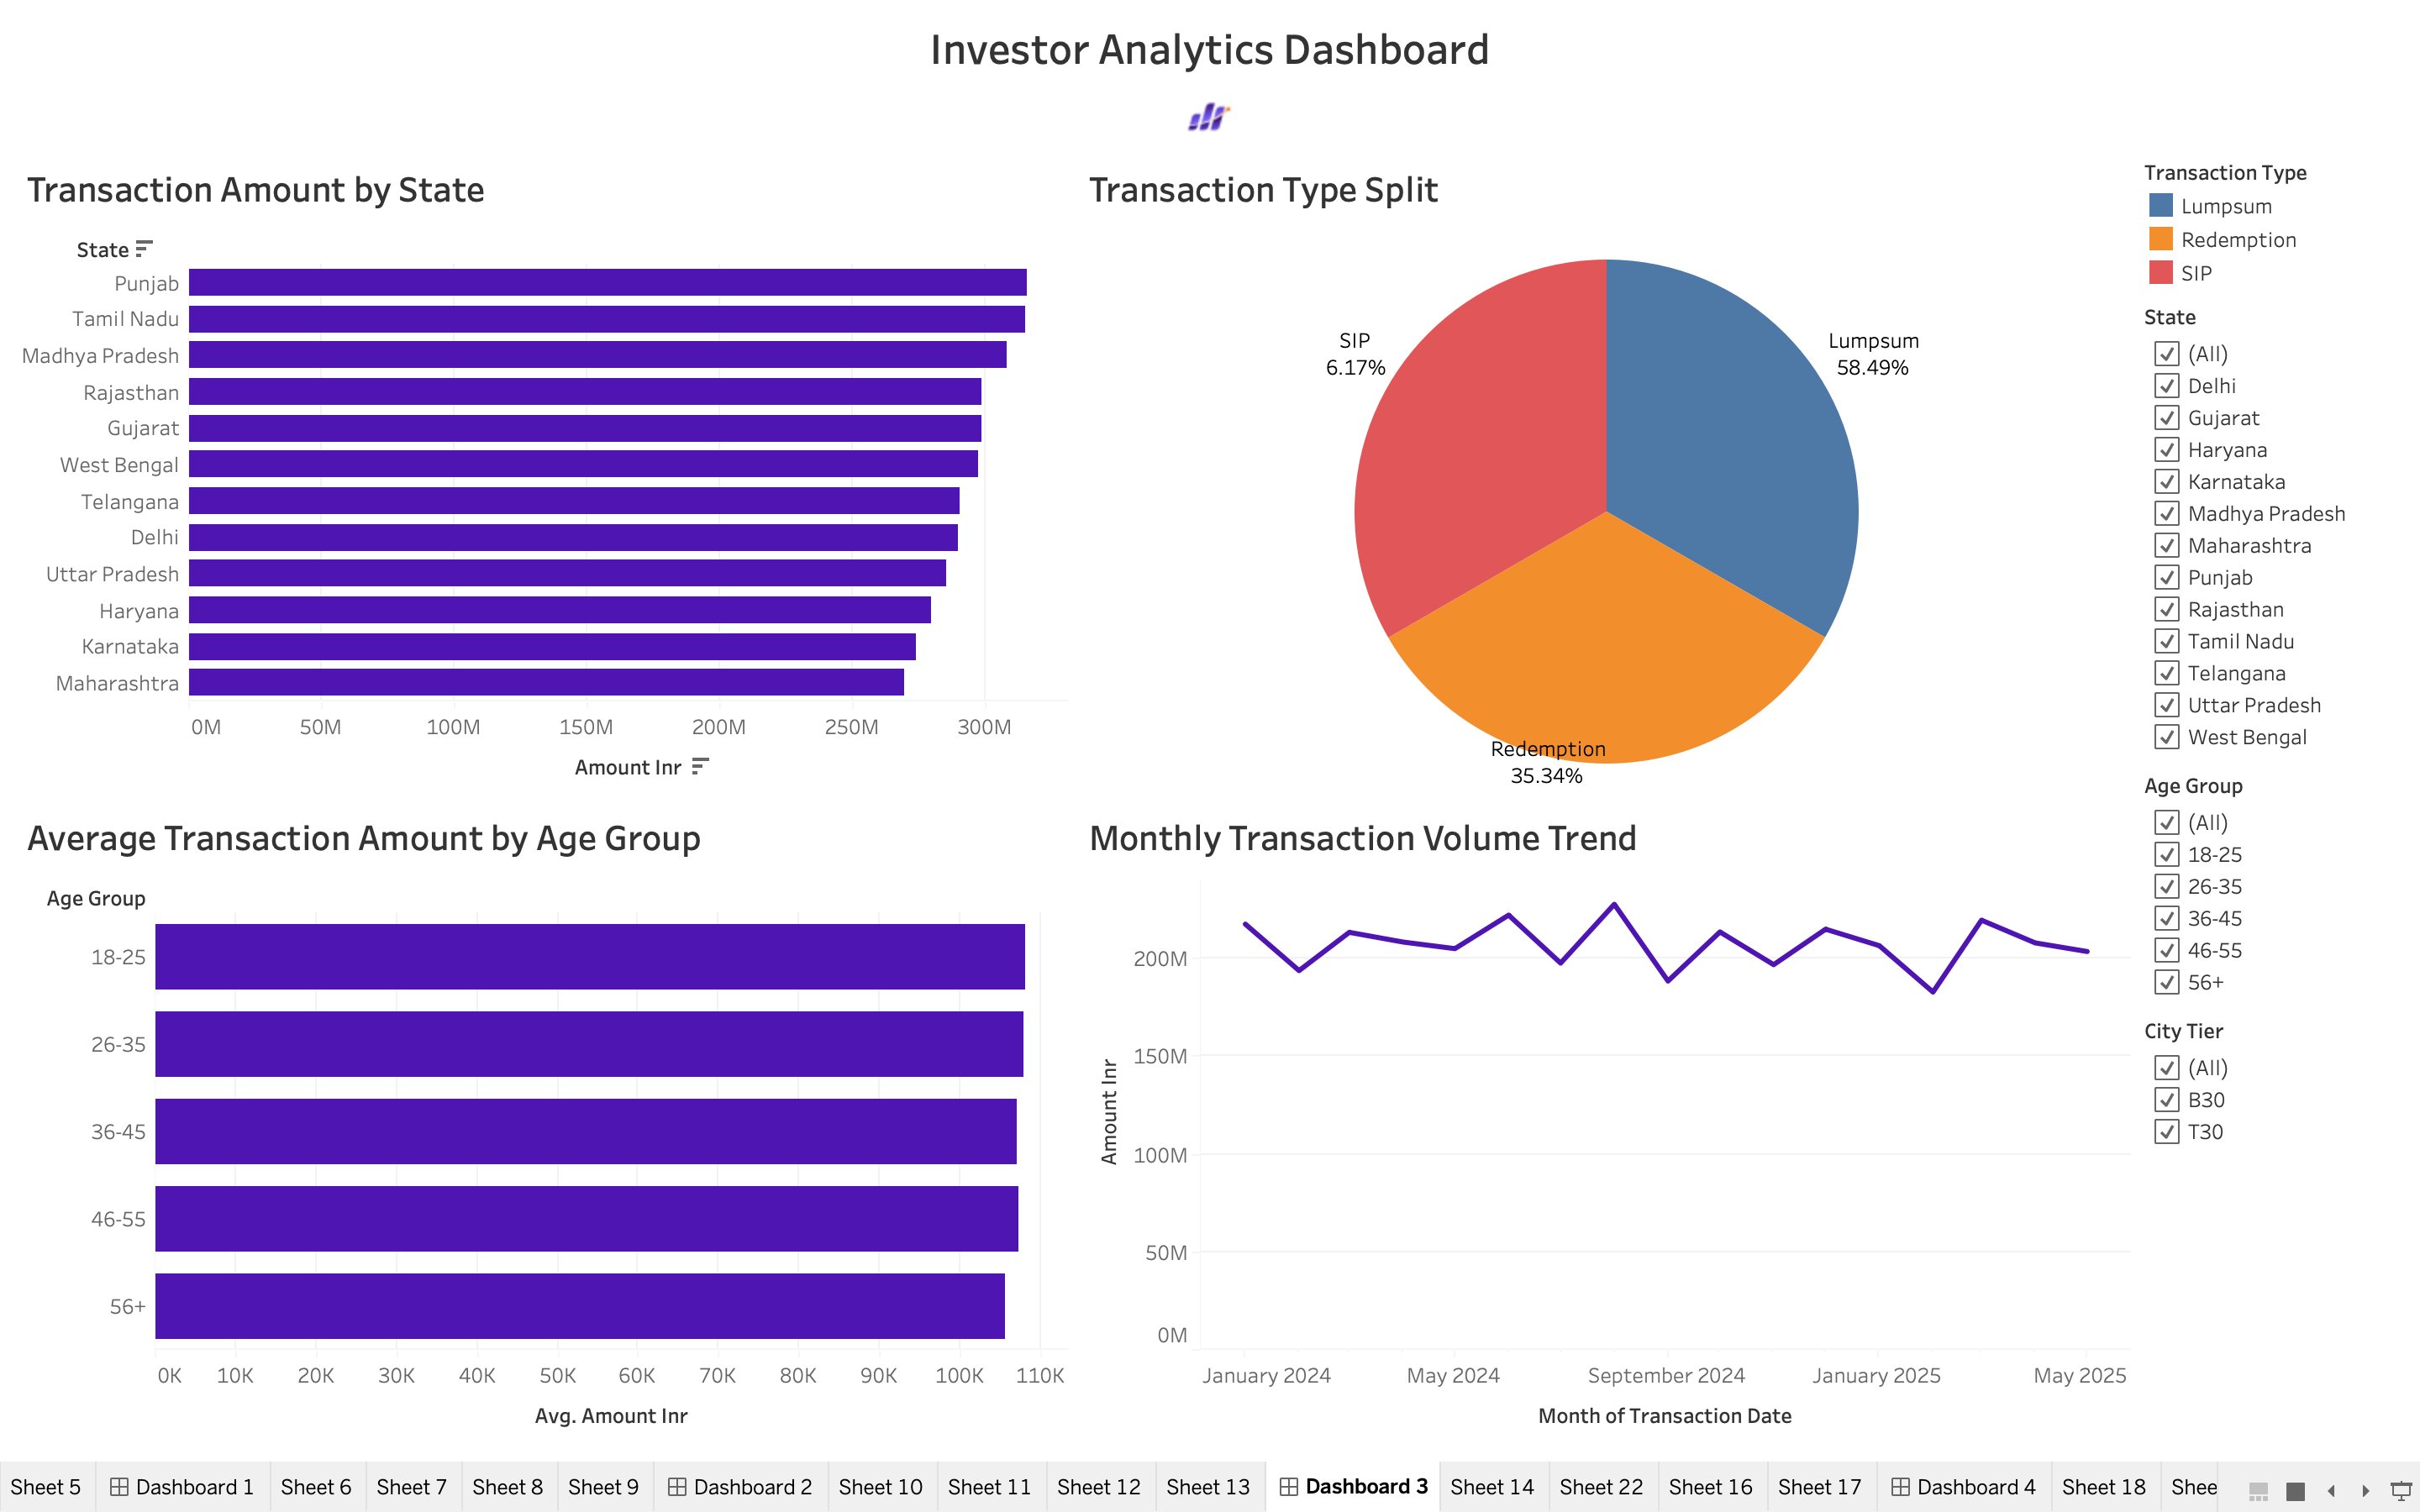 Investor Analytics Dashboard
Transaction Amount by State
State
Punjab
Tamil Nadu
Madhya Pradesh
Rajasthan
Gujarat
West Bengal
Telangana
Delhi
Uttar Pradesh
Haryana
Karnataka
Maharashtra
0M 50M 100M 150M 200M 250M 300M
Amount Inr
Transaction Type Split
SIP
6.17%
Lumpsum
58.49%
Redemption
35.34%
Average Transaction Amount by Age Group
Age Group
18-25
26-35
36-45
46-55
56+
0K 10K 20K 30K 40K 50K 60K 70K 80K 90K 100K 110K
Avg. Amount Inr
Monthly Transaction Volume Trend
Amount Inr
200M
150M
100M
50M
0M
January 2024 May 2024 September 2024 January 2025 May 2025
Month of Transaction Date
Transaction Type
Lumpsum
Redemption
SIP
State
(All)
Delhi
Gujarat
Haryana
Karnataka
Madhya Pradesh
Maharashtra
Punjab
Rajasthan
Tamil Nadu
Telangana
Uttar Pradesh
West Bengal
Age Group
(All)
18-25
26-35
36-45
46-55
56+
City Tier
(All)
B30
T30
Sheet 5 Dashboard 1 Sheet 6 Sheet 7 Sheet 8 Sheet 9 Dashboard 2 Sheet 10 Sheet 11 Sheet 12 Sheet 13 Dashboard 3 Sheet 14 Sheet 22 Sheet 16 Sheet 17 Dashboard 4 Sheet 18 Shee